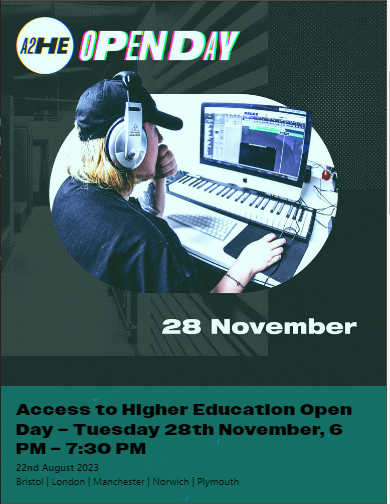 A2HE OPEN DAY
28 November
Access to Higher Education Open
Day – Tuesday 28th November, 6
PM – 7:30 PM
22nd August 2023
Bristol | London | Manchester | Norwich | Plymouth